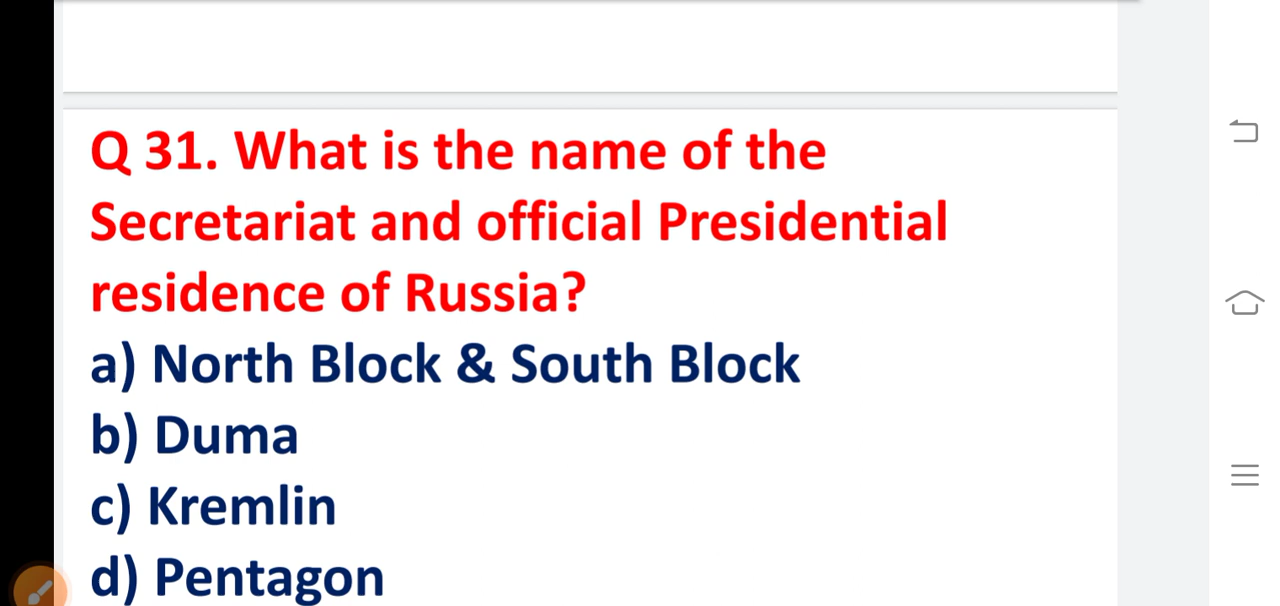 Q 31. What is the name of the
Secretariat and official Presidential
residence of Russia?
a) North Block & South Block
b) Duma
c) Kremlin
d) Pentagon